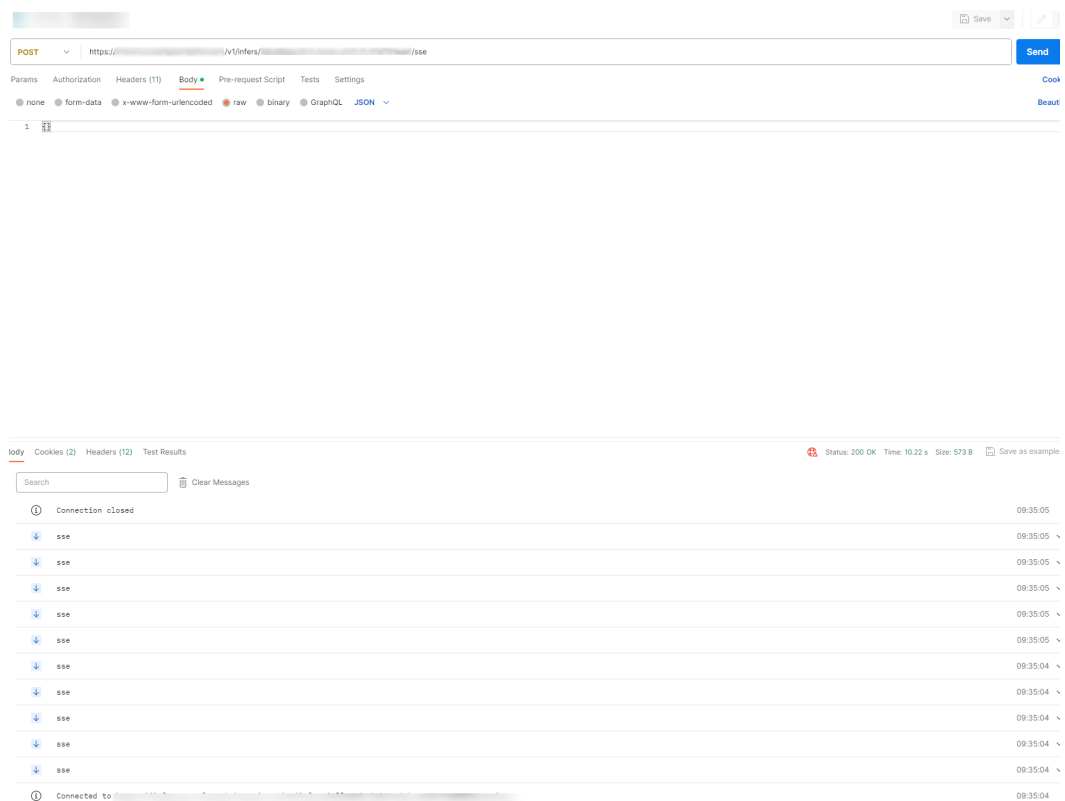 Save
POST https:// /v1/infers/ /sse Send
Params Authorization Headers (11) Body Pre-request Script Tests Settings Cook
none form-data x-www-form-urlencoded raw binary GraphQL JSON Beauti
1 {}
Body Cookies (2) Headers (12) Test Results Status: 200 OK Time: 10.22 s Size: 573 B Save as example
Search Clear Messages
Connection closed 09:35:05
sse 09:35:05
sse 09:35:05
sse 09:35:05
sse 09:35:05
sse 09:35:05
sse 09:35:04
sse 09:35:04
sse 09:35:04
sse 09:35:04
sse 09:35:04
Connected to 09:35:04